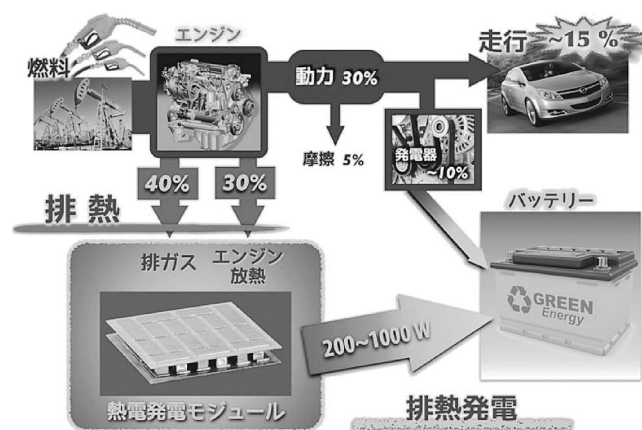 エンジン
走行 ~15 %
燃料
動力 30%
摩擦 5%
発電器
~10%
40% 30%
排 熱
バッテリー
排ガス エンジン
放熱
GREEN
Energy
200~1000 W
熱電発電モジュール
排熱発電